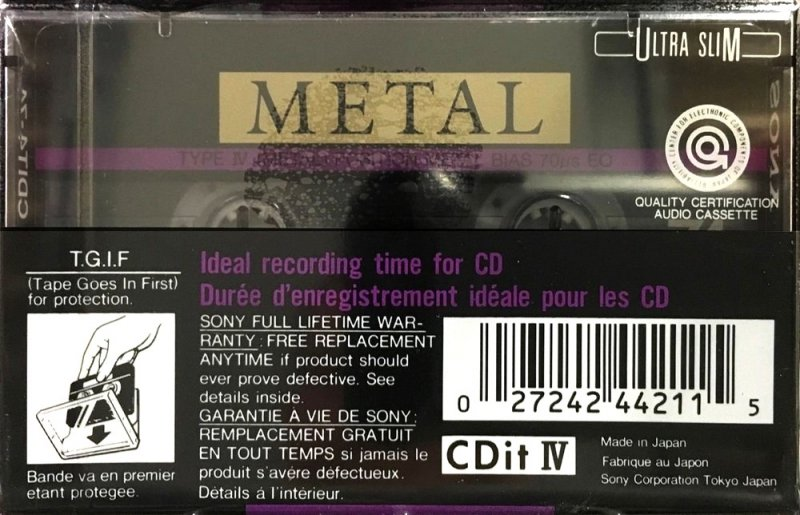 ULTRA SLIM
METAL
TYPE IV
BIAS 70µs EQ
CDIT4-74
SONY
QUALITY CERTIFICATION
AUDIO CASSETTE
T.G.I.F
(Tape Goes In First)
for protection.
Bande va en premier
etant protegee.
Ideal recording time for CD
Durée d'enregistrement idéale pour les CD
SONY FULL LIFETIME WAR-
RANTY: FREE REPLACEMENT
ANYTIME if product should
ever prove defective. See
details inside.
GARANTIE À VIE DE SONY:
REMPLACEMENT GRATUIT
EN TOUT TEMPS si jamais le
produit s'avére défectueux.
Détails á l'intérieur.
0 27242 44211 5
CDit IV
Made in Japan
Fabrique au Japon
Sony Corporation Tokyo Japan